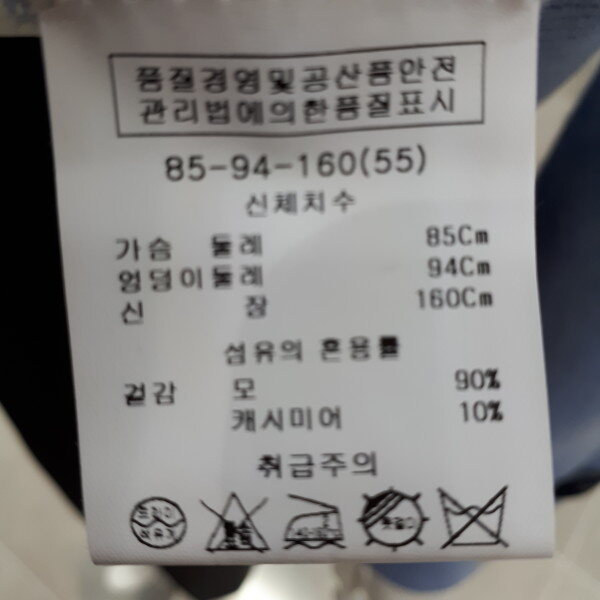 품질경영및공산품안전
관리법에의한품질표시
85-94-160(55)
신체치수
가슴 둘레 85Cm
엉덩이둘레 94Cm
신 장 160Cm
섬유의 혼용률
겉감 모 90%
캐시미어 10%
취급주의
드라이